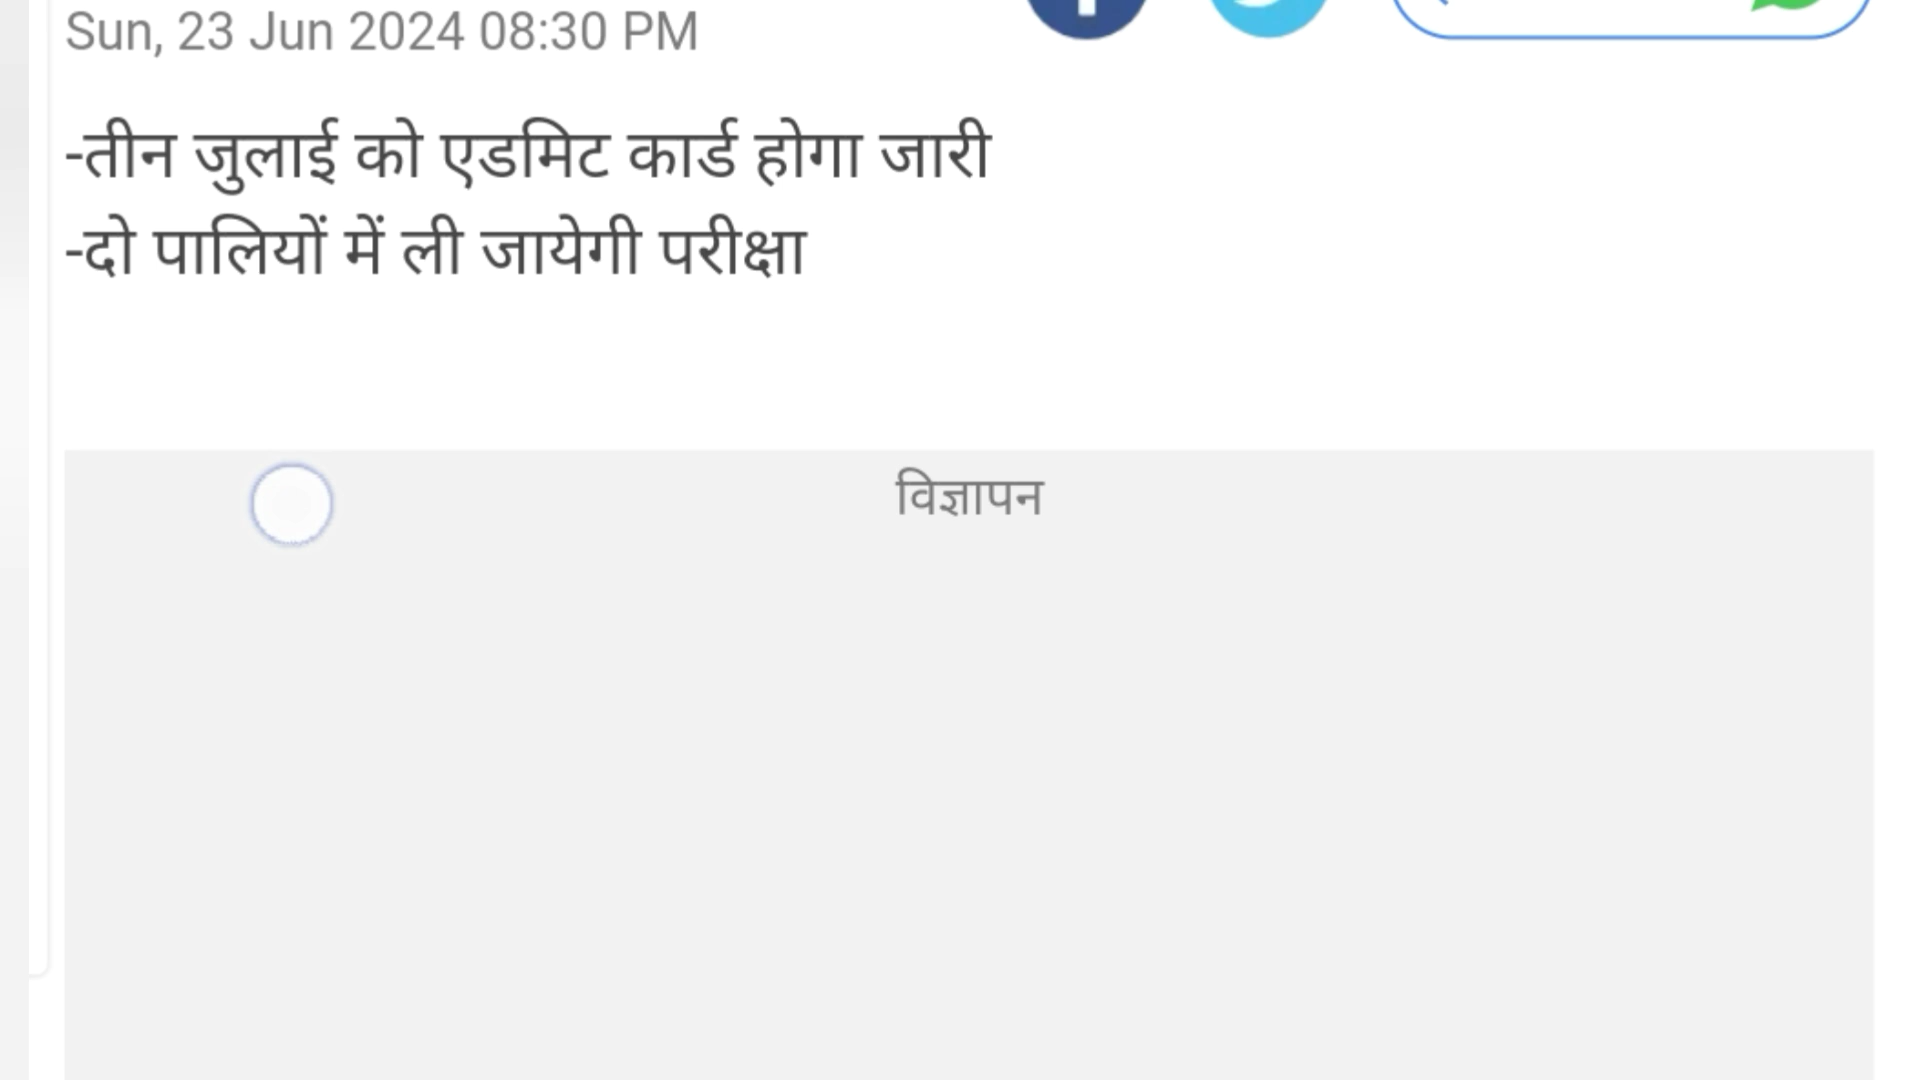 Sun, 23 Jun 2024 08:30 PM
-तीन जुलाई को एडमिट कार्ड होगा जारी
-दो पालियों में ली जायेगी परीक्षा
विज्ञापन